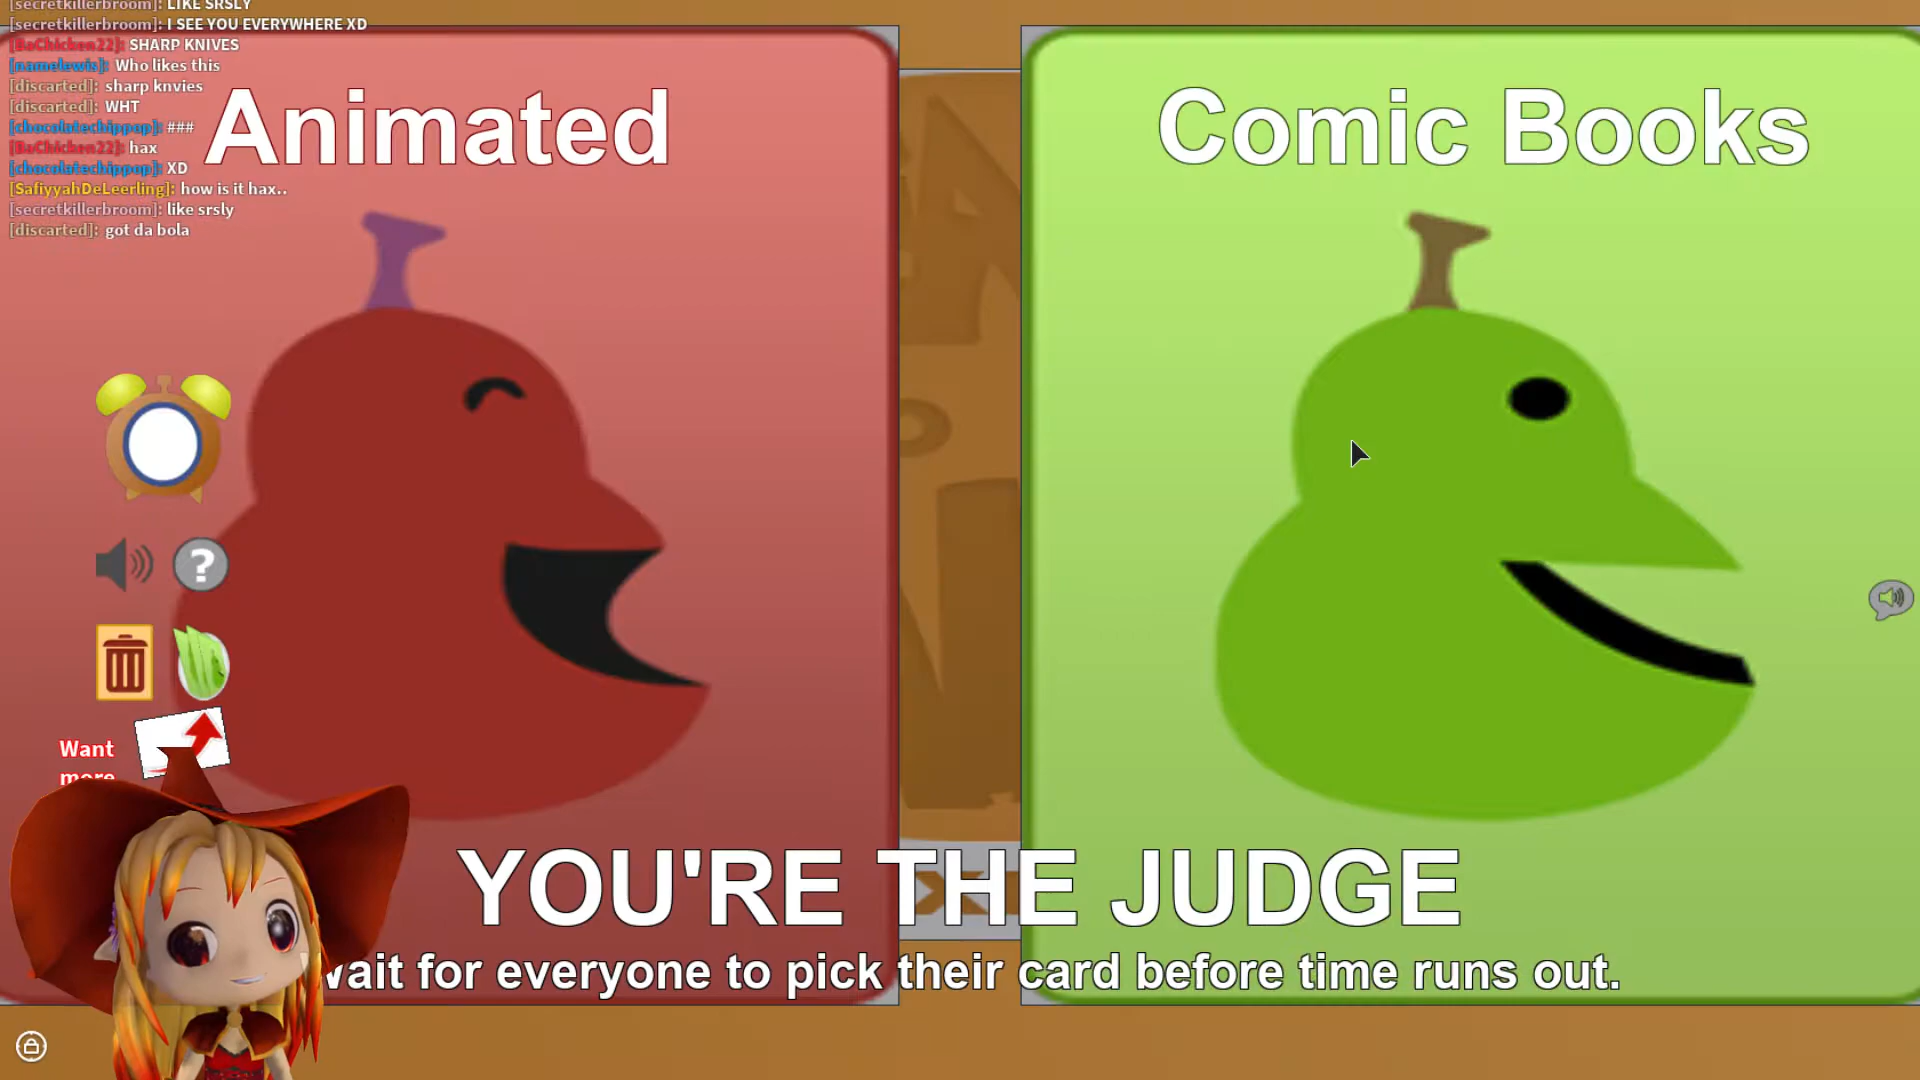 [secretkillerbroom]: LIKE SRSLY
[secretkillerbroom]: I SEE YOU EVERYWHERE XD
[BaChicken22]: SHARP KNIVES
[namelewis]: Who likes this
[discarted]: sharp knvies
[discarted]: WHT
[chocolatechippop]: ###
[BaChicken22]: hax
[chocolatechippop]: XD
[SafiyyahDeLeerling]: how is it hax..
[secretkillerbroom]: like srsly
[discarted]: got da bola
Animated
Comic Books
?
Want
more
YOU'RE THE JUDGE
Wait for everyone to pick their card before time runs out.